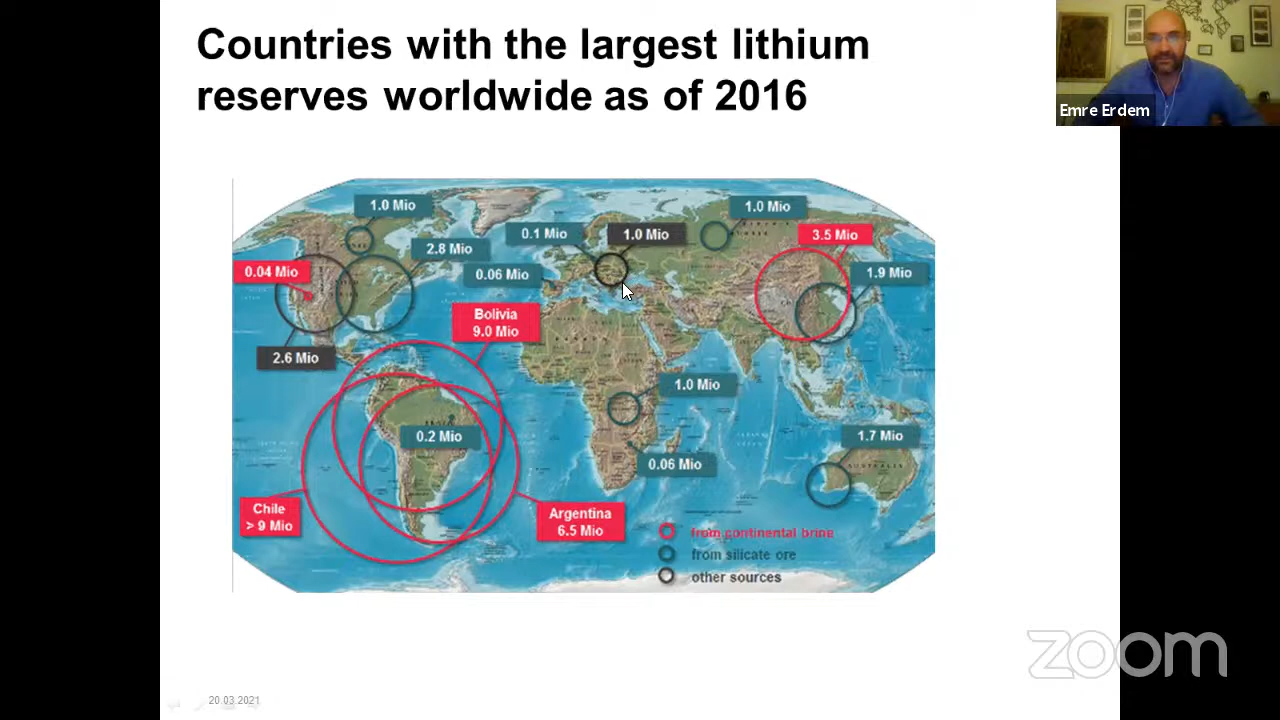 Countries with the largest lithium
reserves worldwide as of 2016
Emre Erdem
1.0 Mio
2.8 Mio
0.04 Mio
2.6 Mio
0.1 Mio
1.0 Mio
0.06 Mio
1.0 Mio
3.5 Mio
1.9 Mio
Bolivia
9.0 Mio
1.0 Mio
0.2 Mio
0.06 Mio
1.7 Mio
Chile
> 9 Mio
Argentina
6.5 Mio
AUSTRALIA
from continental brine
from silicate ore
other sources
zoom
20.03.2021